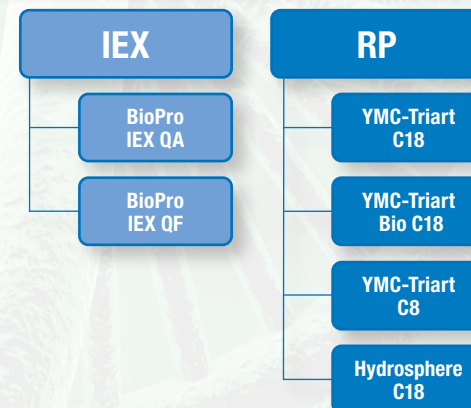 IEX
BioPro
IEX QA
BioPro
IEX QF
RP
YMC-Triart
C18
YMC-Triart
Bio C18
YMC-Triart
C8
Hydrosphere
C18